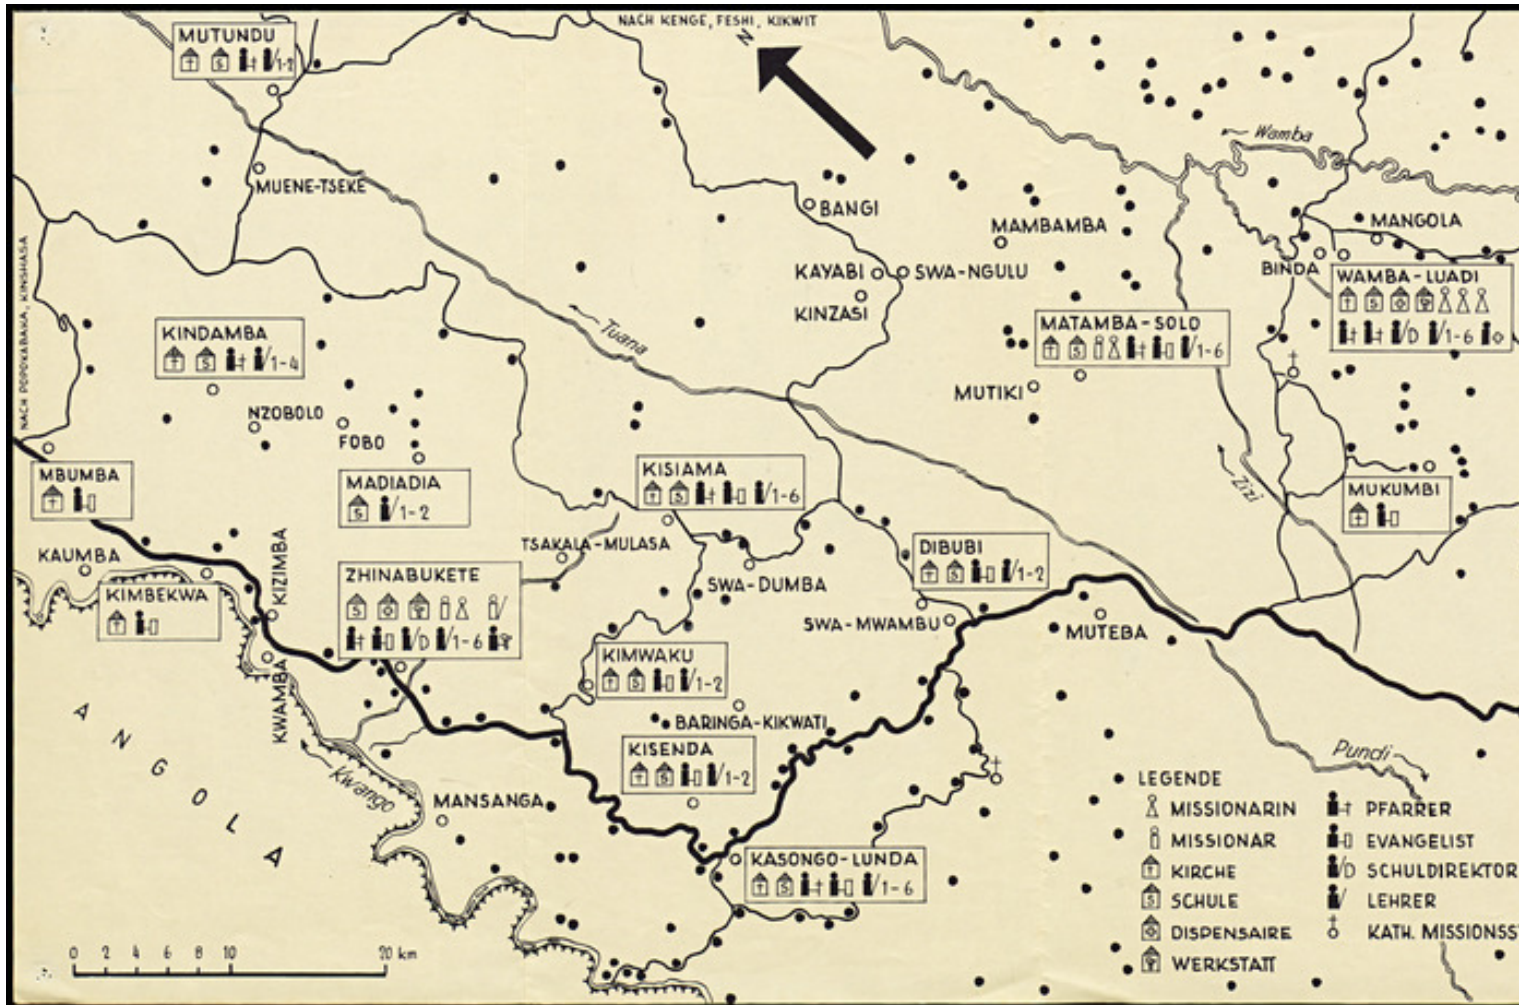 NACH KENGE, FESHI, KIKWIT
N
MUTUNDU
1-2
MUENE-TSEKE
Wamba
BANGI
MAMBAMBA
MANGOLA
KAYABI
SWA-NGULU
BINDA
WAMBA-LUADI
S
D
1-6
KINZASI
NACH POPOKABAKA, KINSHASA
Tuana
KINDAMBA
S
1-4
MATAMBA-SOLO
S
1-6
MUTIKI
NZOBOLO
FOBO
MBUMBA
MADIADIA
S
1-2
KISIAMA
S
1-6
Zizi
MUKUMBI
KAUMBA
KIZIMBA
TSAKALA-MULASA
DIBUBI
S
1-2
KIMBEKWA
ZHINABUKETE
S
D
1-6
SWA-DUMBA
SWA-MWAMBU
MUTEBA
KWAMBA
KIMWAKU
S
1-2
BARINGA-KIKWATI
KISENDA
S
1-2
ANGOLA
Kwango
MANSANGA
Pundi
KASONGO-LUNDA
S
1-6
LEGENDE
MISSIONARIN
MISSIONAR
KIRCHE
S SCHULE
DISPENSAIRE
WERKSTATT
PFARRER
EVANGELIST
D SCHULDIREKTOR
LEHRER
KATH. MISSIONSST
0 2 4 6 8 10 20 km